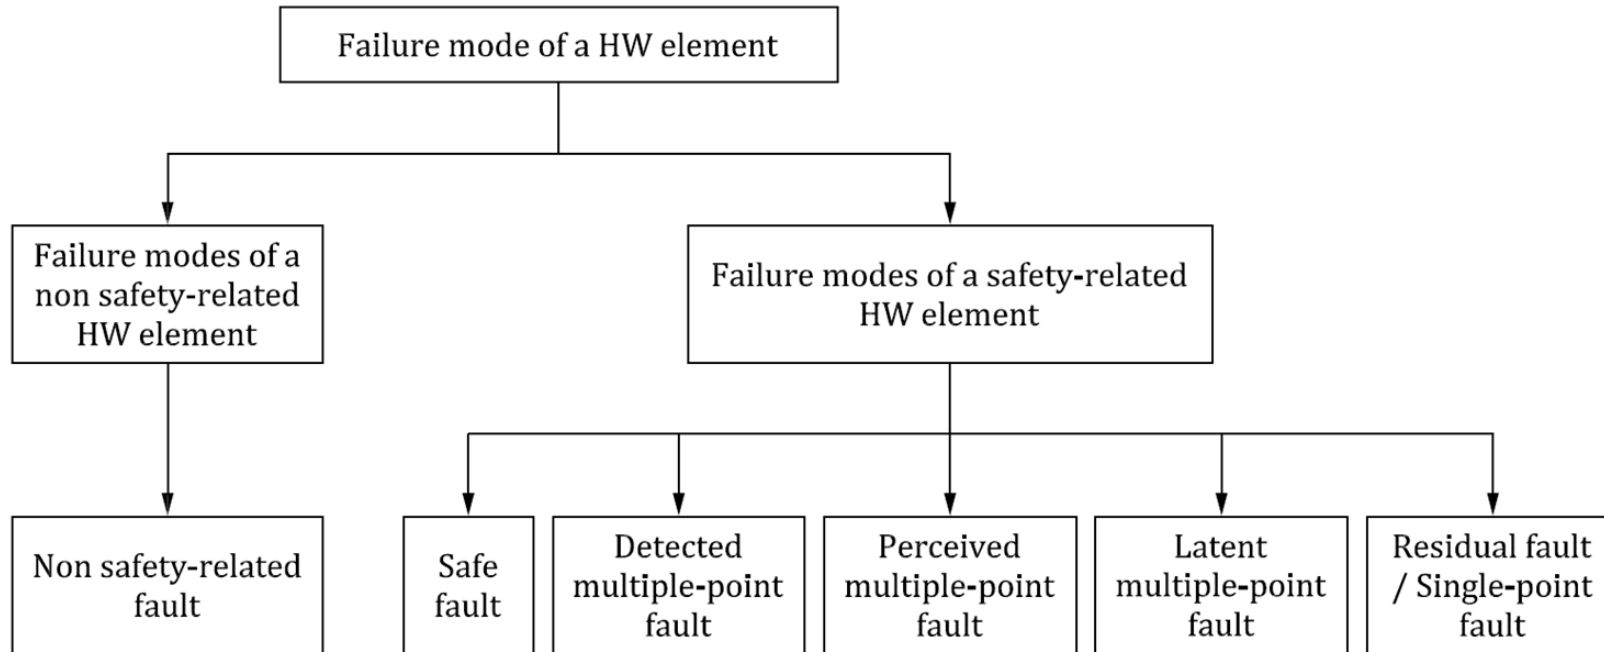 Failure mode of a HW element
Failure modes of a
non safety-related
HW element
Failure modes of a safety-related
HW element
Non safety-related
fault
Safe
fault
Detected
multiple-point
fault
Perceived
multiple-point
fault
Latent
multiple-point
fault
Residual fault
/ Single-point
fault